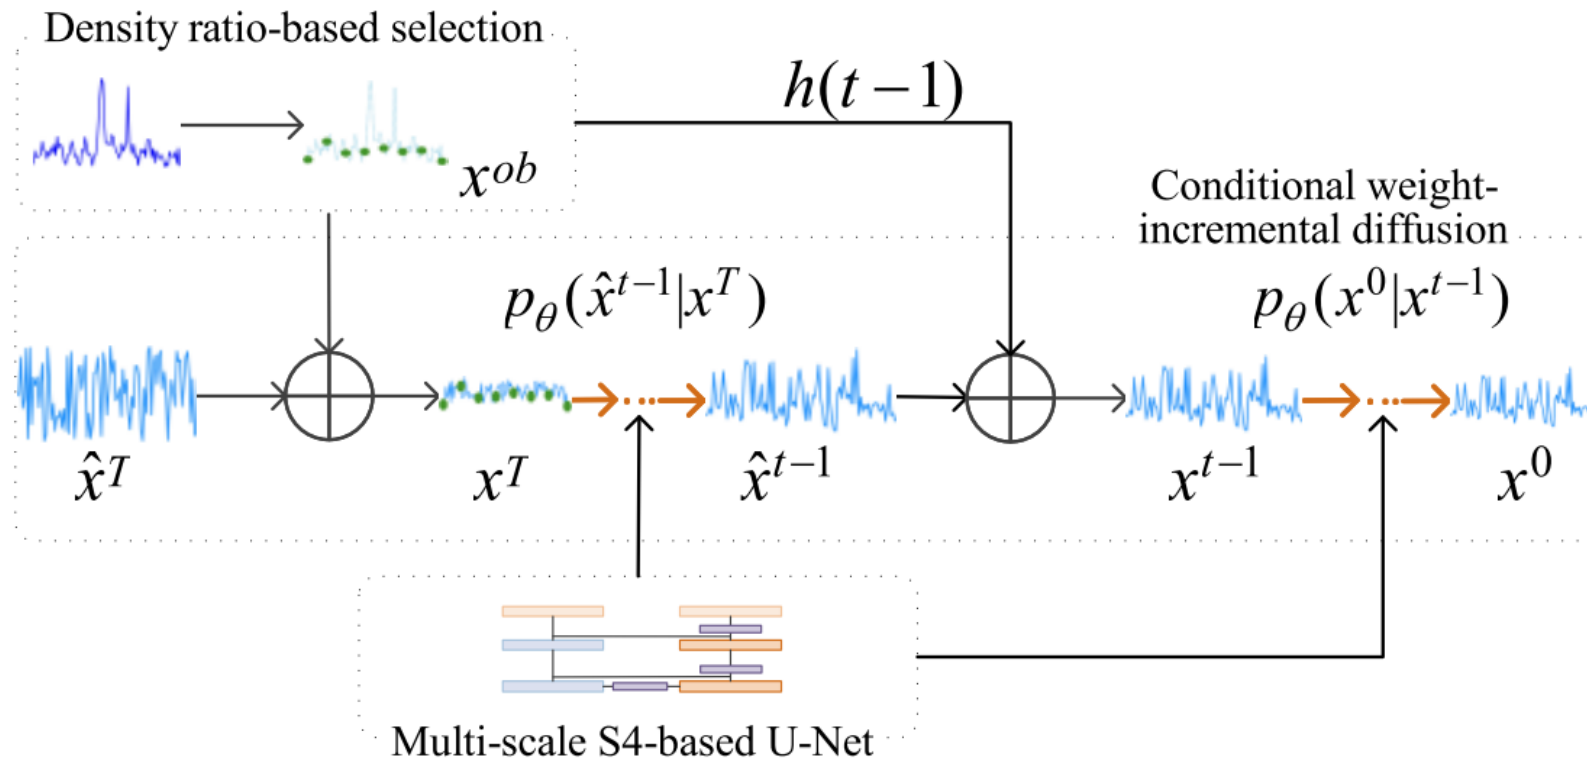 Density ratio-based selection
h(t − 1)
x^{ob}
Conditional weight-
incremental diffusion
p_θ(x̂^{t−1}|x^T)
p_θ(x^0|x^{t−1})
x̂^T
x^T
x̂^{t−1}
x^{t−1}
x^0
Multi-scale S4-based U-Net